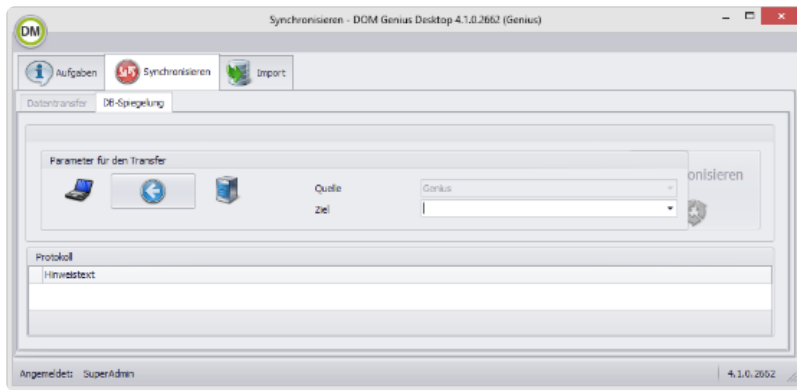 Synchronisieren - DOM Genius Desktop 4.1.0.2662 (Genius)
DM
Aufgaben Synchronisieren Import
Datentransfer DB-Spiegelung
Parameter für den Transfer
onisieren
Quelle Genius
Ziel
Protokoll
Hinweistext
Angemeldet: SuperAdmin 4.1.0.2662